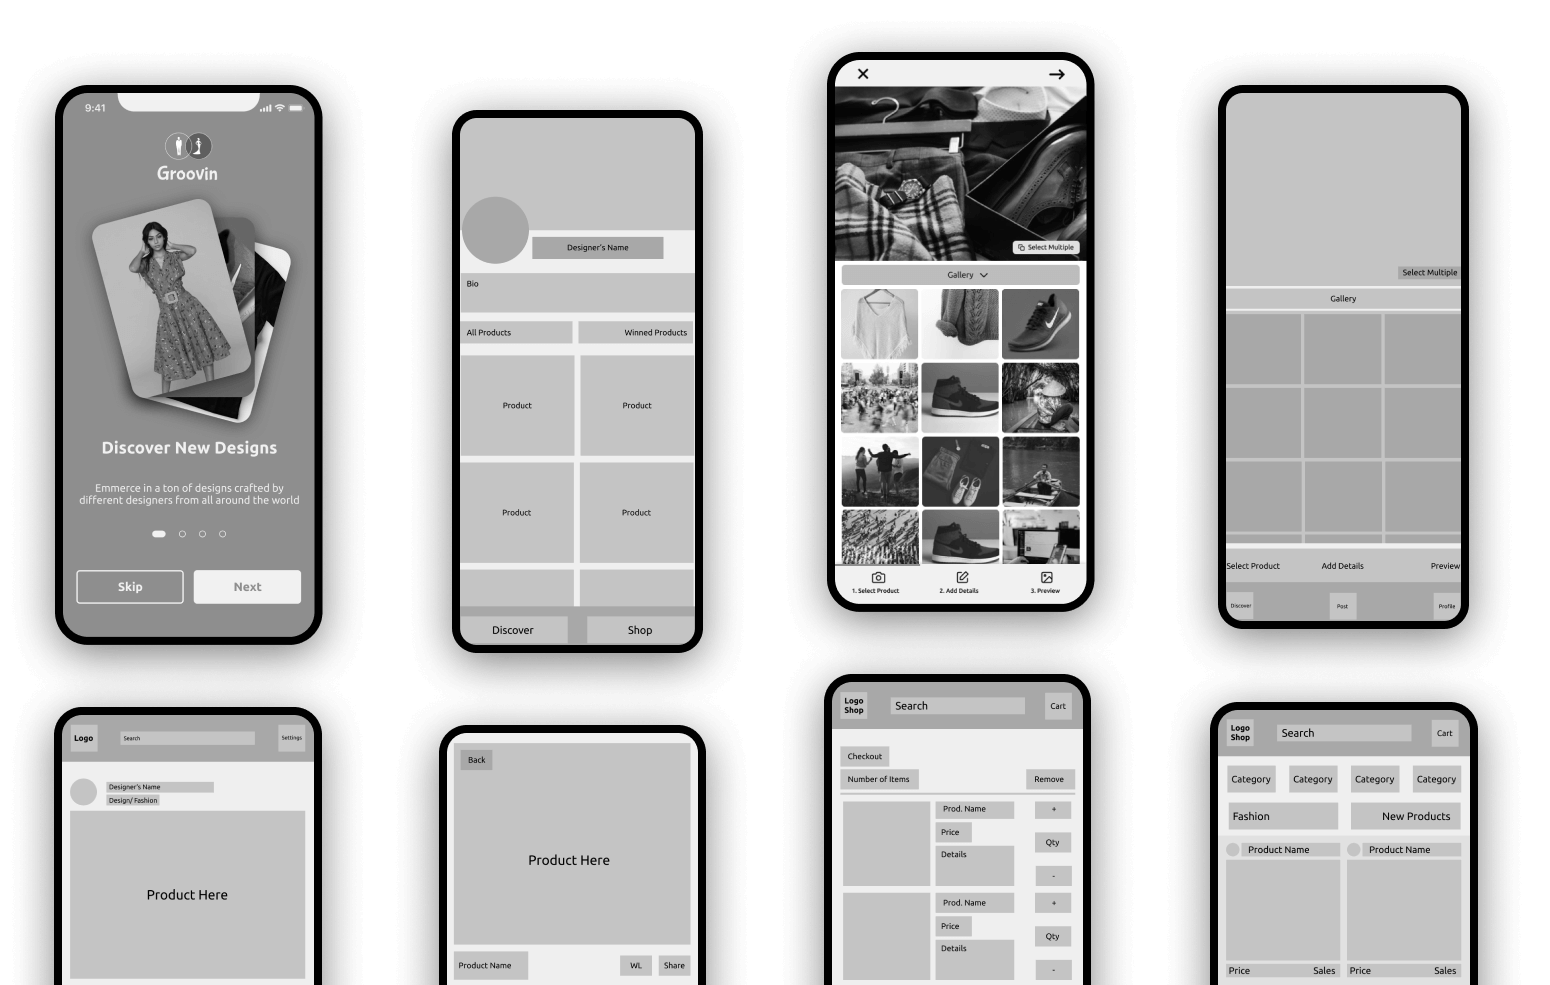 9:41
Groovin
Discover New Designs
Emmerce in a ton of designs crafted by
different designers from all around the world
Skip
Next
Designer's Name
Bio
All Products
Winned Products
Product
Product
Product
Product
Discover
Shop
Select Multiple
Gallery
1. Select Product
2. Add Details
3. Preview
Select Multiple
Gallery
Select Product
Add Details
Preview
Discover
Post
Profile
Logo
Search
Settings
Designer's Name
Design/ Fashion
Product Here
Back
Product Here
Product Name
WL
Share
Logo
Shop
Search
Cart
Checkout
Number of Items
Remove
Prod. Name
+
Price
Qty
Details
-
Prod. Name
+
Price
Qty
Details
-
Logo
Shop
Search
Cart
Category
Category
Category
Category
Fashion
New Products
Product Name
Product Name
Price
Sales
Price
Sales